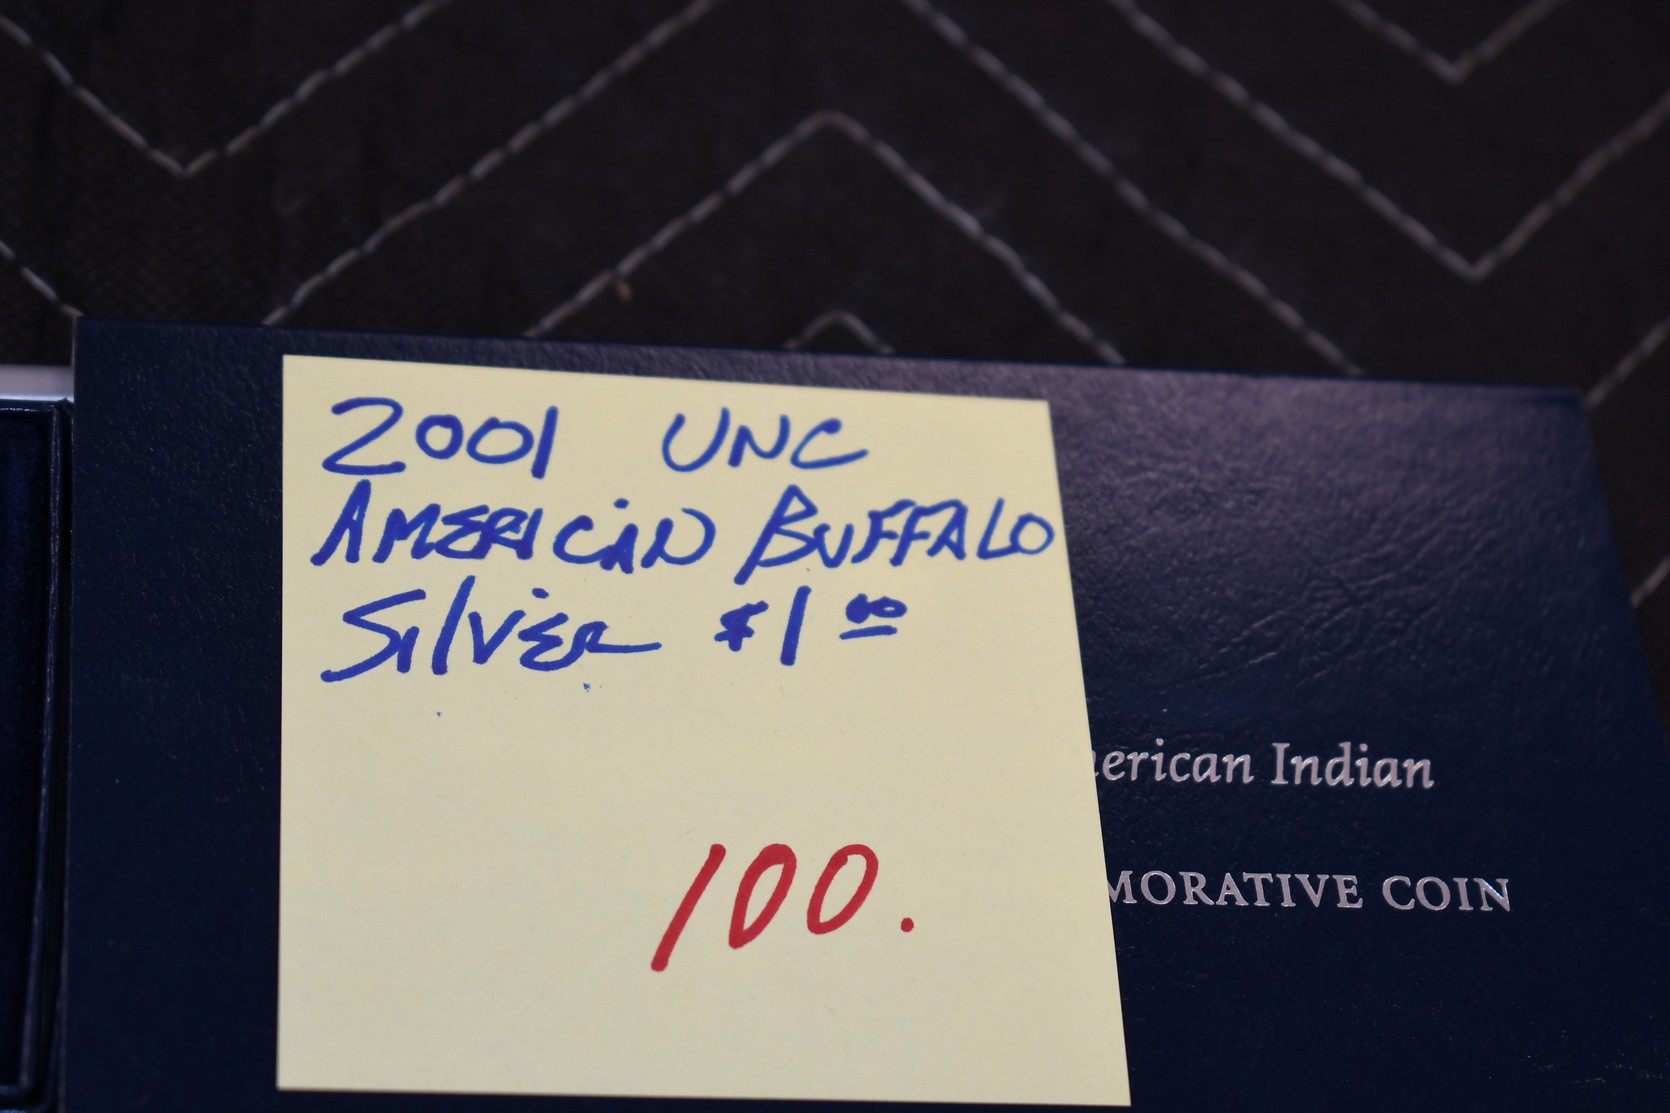 2001 UNC
AMERICAN BUFFALO
SILVER $1 00
100.
erican Indian
MORATIVE COIN